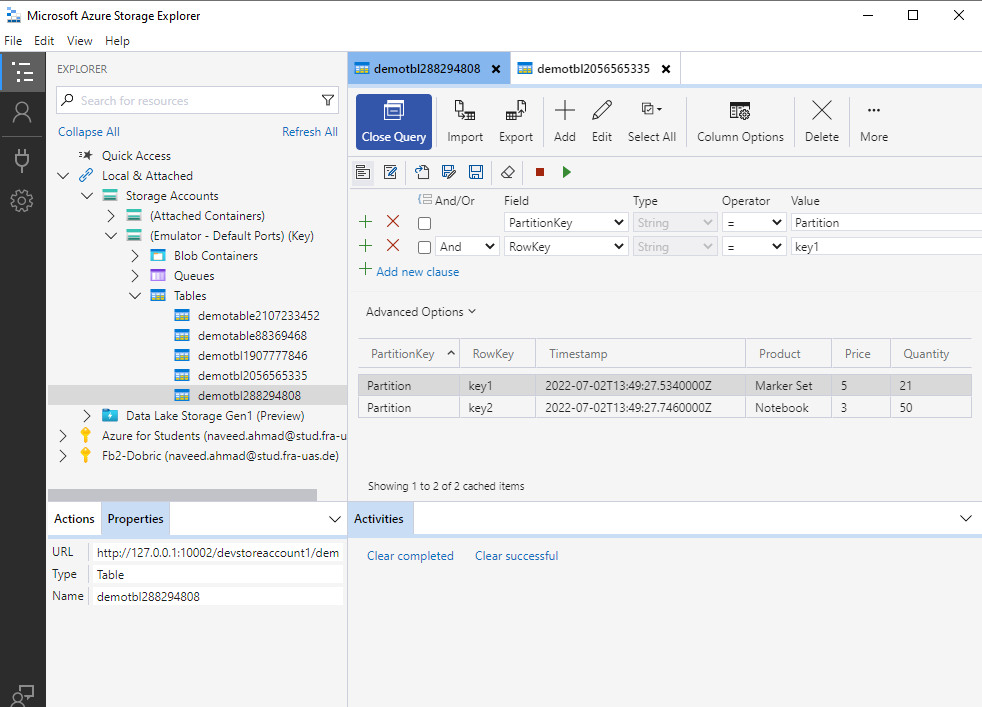 Microsoft Azure Storage Explorer
File Edit View Help
EXPLORER
Search for resources
Collapse All Refresh All
Quick Access
Local & Attached
Storage Accounts
(Attached Containers)
(Emulator - Default Ports) (Key)
Blob Containers
Queues
Tables
demotable2107233452
demotable88369468
demotbl1907777846
demotbl2056565335
demotbl288294808
Data Lake Storage Gen1 (Preview)
Azure for Students (naveed.ahmad@stud.fra-u
Fb2-Dobric (naveed.ahmad@stud.fra-uas.de)
Actions Properties
URL http://127.0.0.1:10002/devstoreaccount1/dem
Type Table
Name demotbl288294808
demotbl288294808 demotbl2056565335
Close Query Import Export Add Edit Select All Column Options Delete More
And/Or Field Type Operator Value
PartitionKey String = Partition
And RowKey String = key1
Add new clause
Advanced Options
PartitionKey RowKey Timestamp Product Price Quantity
Partition key1 2022-07-02T13:49:27.5340000Z Marker Set 5 21
Partition key2 2022-07-02T13:49:27.7460000Z Notebook 3 50
Showing 1 to 2 of 2 cached items
Activities
Clear completed Clear successful